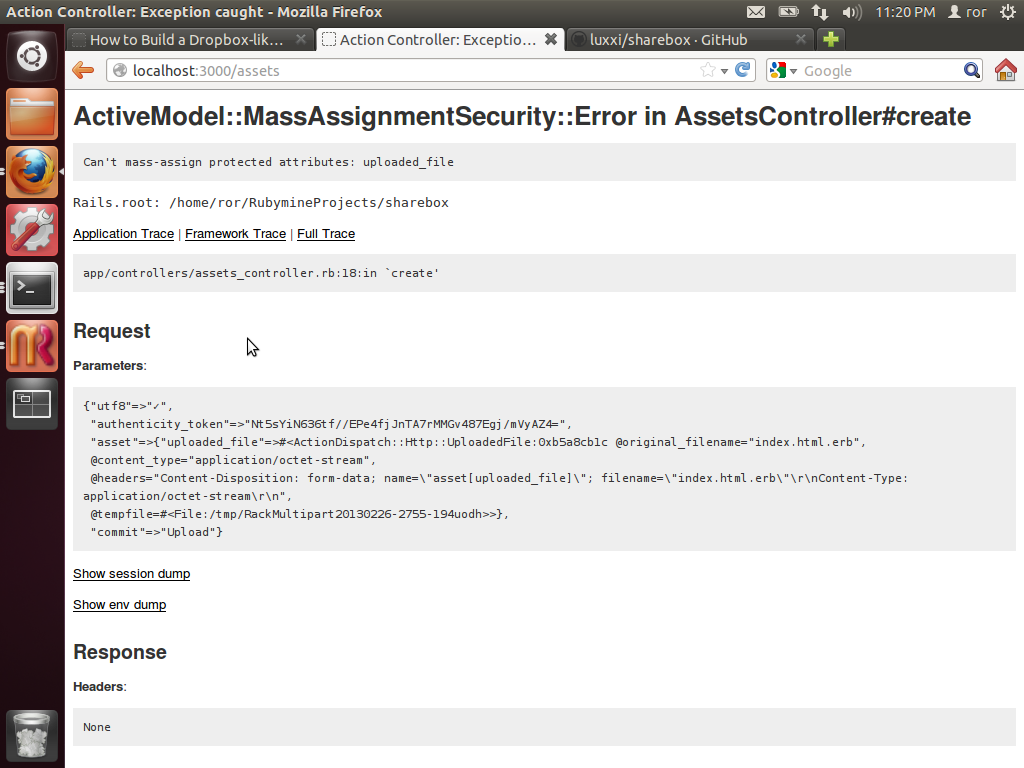 Action Controller: Exception caught - Mozilla Firefox
11:20 PM
ror
How to Build a Dropbox-lik...
Action Controller: Exceptio...
luxxi/sharebox · GitHub
localhost:3000/assets
Google
ActiveModel::MassAssignmentSecurity::Error in AssetsController#create
Can't mass-assign protected attributes: uploaded_file
Rails.root: /home/ror/RubymineProjects/sharebox
Application Trace | Framework Trace | Full Trace
app/controllers/assets_controller.rb:18:in `create'
Request
Parameters:
{"utf8"=>"✓",
"authenticity_token"=>"Nt5sYiN636tf//EPe4fjJnTA7rMMGv487Egj/mVyAZ4=",
"asset"=>{"uploaded_file"=>#<ActionDispatch::Http::UploadedFile:0xb5a8cb1c @original_filename="index.html.erb",
@content_type="application/octet-stream",
@headers="Content-Disposition: form-data; name=\"asset[uploaded_file]\"; filename=\"index.html.erb\"\r\nContent-Type:
application/octet-stream\r\n",
@tempfile=#<File:/tmp/RackMultipart20130226-2755-194uodh>>},
"commit"=>"Upload"}
Show session dump
Show env dump
Response
Headers:
None